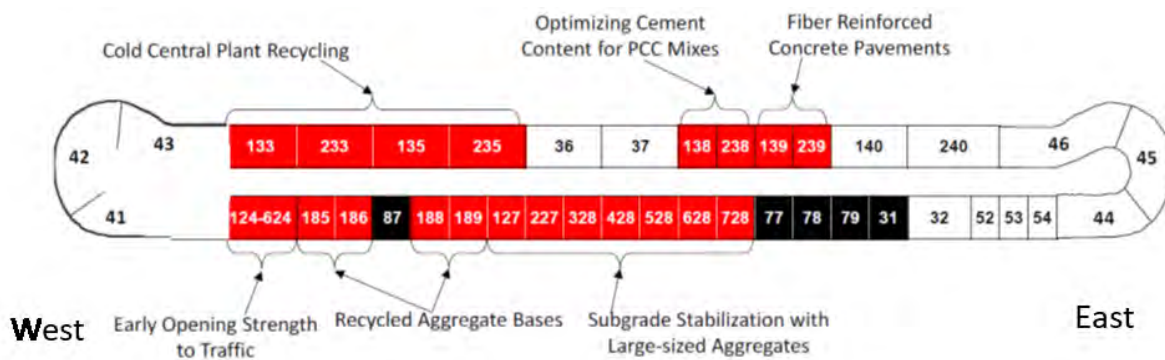 Optimizing Cement
Content for PCC Mixes
Fiber Reinforced
Concrete Pavements
Cold Central Plant Recycling
42
43
133 233 135 235 36 37 138 238 139 239 140 240
46
45
41
124-624 185 186 87 188 189 127 227 328 428 528 628 728 77 78 79 31 32 52 53 54
44
West
East
Early Opening Strength
to Traffic
Recycled Aggregate Bases
Subgrade Stabilization with
Large-sized Aggregates